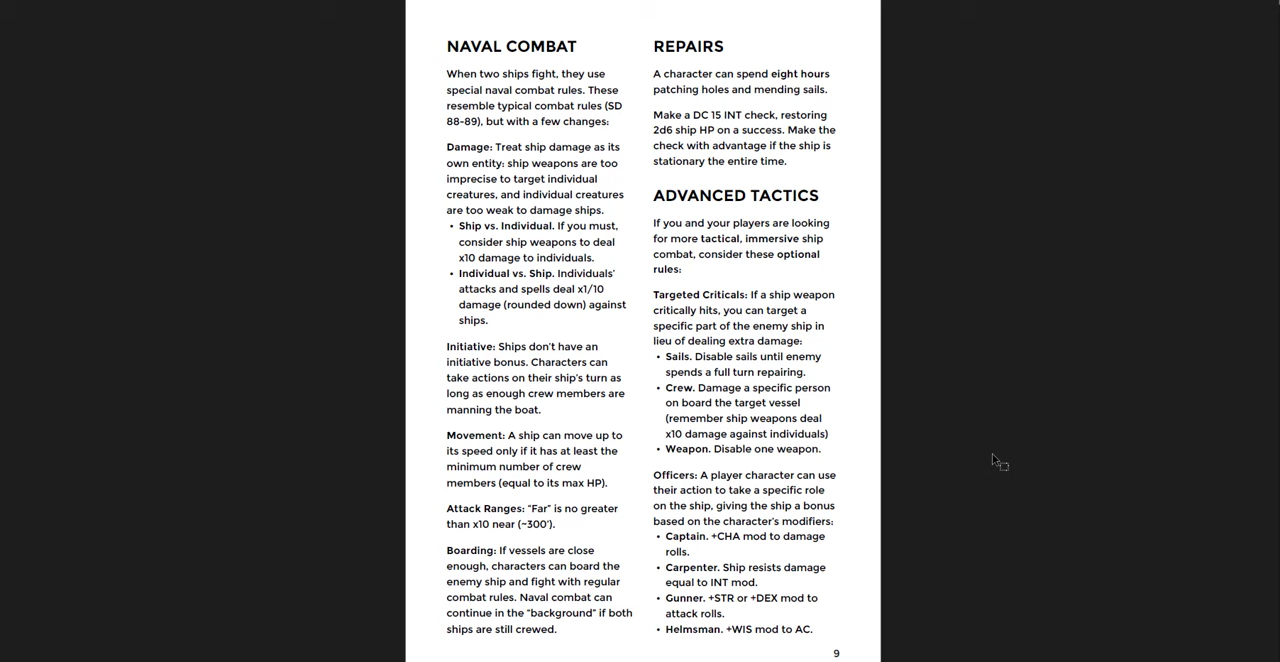 NAVAL COMBAT
When two ships fight, they use
special naval combat rules. These
resemble typical combat rules (SD
88-89), but with a few changes:
Damage: Treat ship damage as its
own entity: ship weapons are too
imprecise to target individual
creatures, and individual creatures
are too weak to damage ships.
• Ship vs. Individual. If you must,
consider ship weapons to deal
x10 damage to individuals.
• Individual vs. Ship. Individuals'
attacks and spells deal x1/10
damage (rounded down) against
ships.
Initiative: Ships don't have an
initiative bonus. Characters can
take actions on their ship's turn as
long as enough crew members are
manning the boat.
Movement: A ship can move up to
its speed only if it has at least the
minimum number of crew
members (equal to its max HP).
Attack Ranges: "Far" is no greater
than x10 near (~300').
Boarding: If vessels are close
enough, characters can board the
enemy ship and fight with regular
combat rules. Naval combat can
continue in the "background" if both
ships are still crewed.
REPAIRS
A character can spend eight hours
patching holes and mending sails.
Make a DC 15 INT check, restoring
2d6 ship HP on a success. Make the
check with advantage if the ship is
stationary the entire time.
ADVANCED TACTICS
If you and your players are looking
for more tactical, immersive ship
combat, consider these optional
rules:
Targeted Criticals: If a ship weapon
critically hits, you can target a
specific part of the enemy ship in
lieu of dealing extra damage:
• Sails. Disable sails until enemy
spends a full turn repairing.
• Crew. Damage a specific person
on board the target vessel
(remember ship weapons deal
x10 damage against individuals)
• Weapon. Disable one weapon.
Officers: A player character can use
their action to take a specific role
on the ship, giving the ship a bonus
based on the character's modifiers:
• Captain. +CHA mod to damage
rolls.
• Carpenter. Ship resists damage
equal to INT mod.
• Gunner. +STR or +DEX mod to
attack rolls.
• Helmsman. +WIS mod to AC.
9